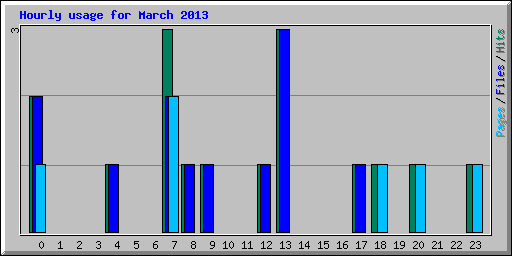 Hourly usage for March 2013
3
Pages/Files/Hits
0 1 2 3 4 5 6 7 8 9 10 11 12 13 14 15 16 17 18 19 20 21 22 23